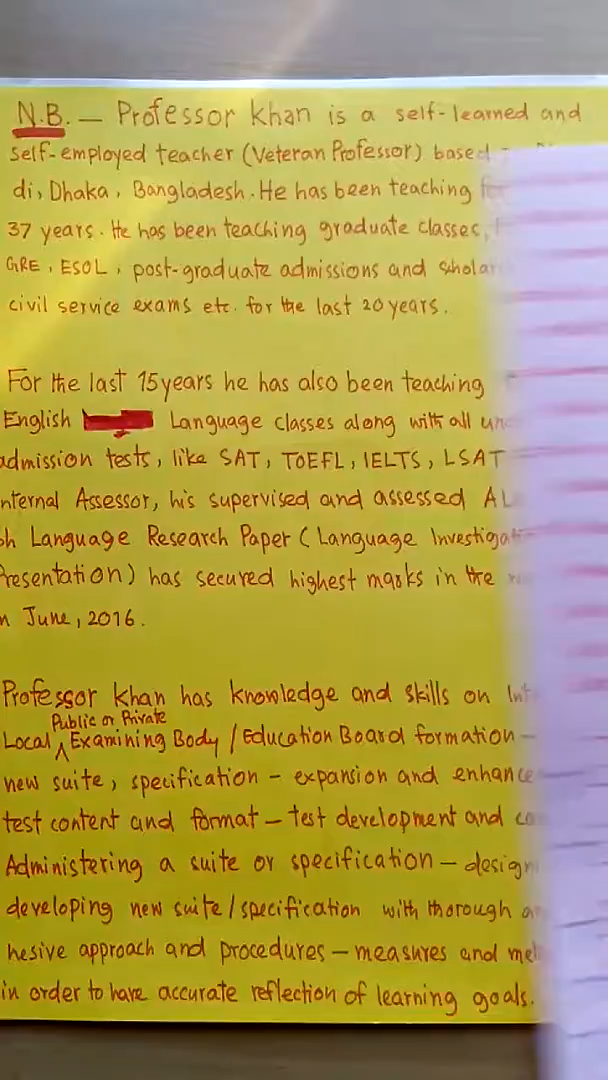 N.B. — Professor Khan is a self-learned and
self-employed teacher (Veteran Professor) based
di, Dhaka, Bangladesh. He has been teaching
37 years. He has been teaching graduate classes,
GRE, ESOL, post-graduate admissions and
civil service exams etc. for the last 20 years.
For the last 15 years he has also been teaching
English Language classes along with all
admission tests, like SAT, TOEFL, IELTS, LSAT
nternal Assessor, his supervised and assessed AL
sh Language Research Paper (Language Investigat
Presentation) has secured highest marks in the
n June, 2016.
Professor Khan has knowledge and skills on Int
Public or Private
Local ^ Examining Body / Education Board formation —
new suite, specification — expansion and enhance
test content and format — test development and
Administering a suite or specification — design
developing new suite/specification with thorough
hesive approach and procedures — measures and
in order to have accurate reflection of learning goals.